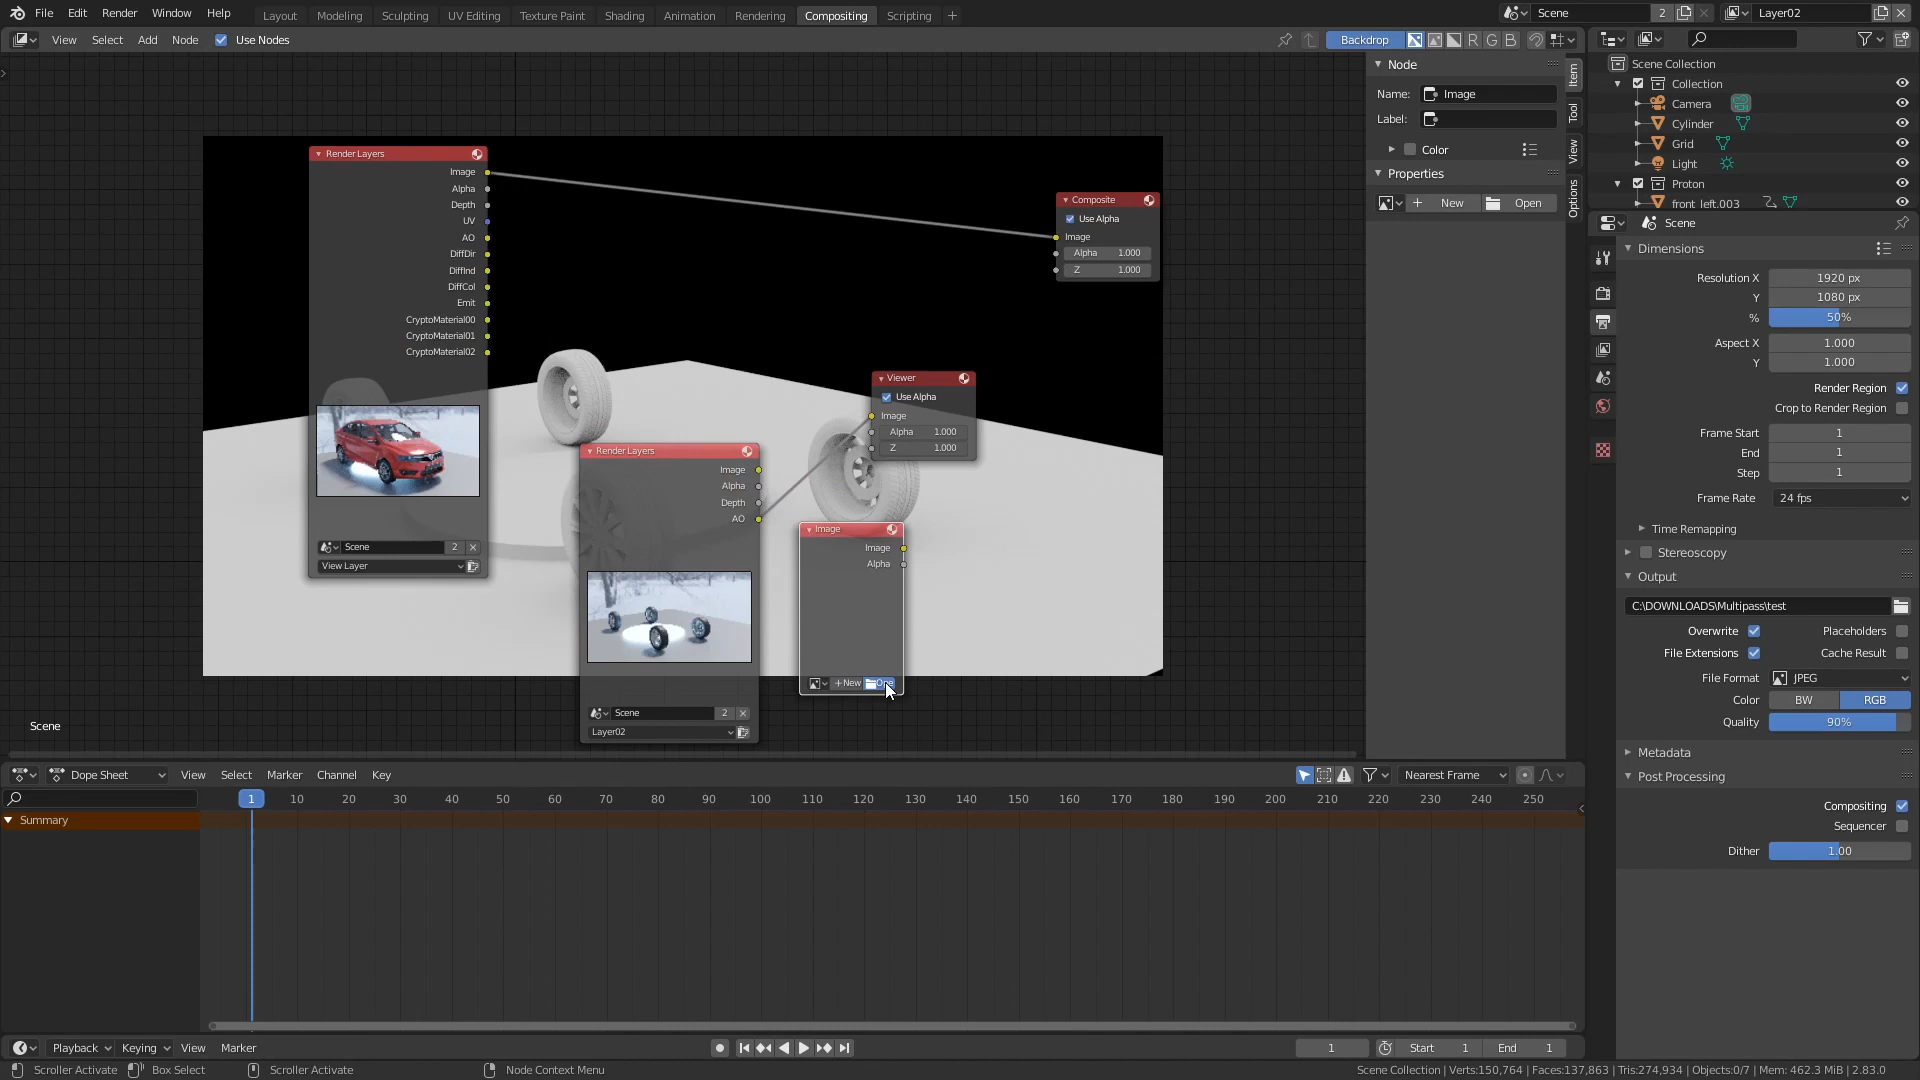 File Edit Render Window Help
Layout Modeling Sculpting UV Editing Texture Paint Shading Animation Rendering Compositing Scripting +
Scene 2 Layer02
View Select Add Node Use Nodes
Backdrop R G B
Node
Name: Image
Label:
Color
Properties
+ New Open
Item
Tool
View
Options
Scene Collection
Collection
Camera
Cylinder
Grid
Light
Proton
front left.003
Scene
Dimensions
Resolution X 1920 px
Y 1080 px
% 50%
Aspect X 1.000
Y 1.000
Render Region
Crop to Render Region
Frame Start 1
End 1
Step 1
Frame Rate 24 fps
Time Remapping
Stereoscopy
Output
C:\DOWNLOADS\Multipass\test
Overwrite Placeholders
File Extensions Cache Result
File Format JPEG
Color BW RGB
Quality 90%
Metadata
Post Processing
Compositing
Sequencer
Dither 1.00
Render Layers
Image
Alpha
Depth
UV
AO
DiffDir
DiffInd
DiffCol
Emit
CryptoMaterial00
CryptoMaterial01
CryptoMaterial02
Scene 2
View Layer
Composite
Use Alpha
Image
Alpha 1.000
Z 1.000
Viewer
Use Alpha
Image
Alpha 1.000
Z 1.000
Render Layers
Image
Alpha
Depth
AO
Scene 2
Layer02
Image
Image
Alpha
+ New
Scene
Dope Sheet View Select Marker Channel Key
Nearest Frame
1 10 20 30 40 50 60 70 80 90 100 110 120 130 140 150 160 170 180 190 200 210 220 230 240 250
Summary
Playback Keying View Marker
1 Start 1 End 1
Scroller Activate Box Select Scroller Activate Node Context Menu
Scene Collection | Verts:150,764 | Faces:137,863 | Tris:274,934 | Objects:0/7 | Mem: 462.3 MiB | 2.83.0